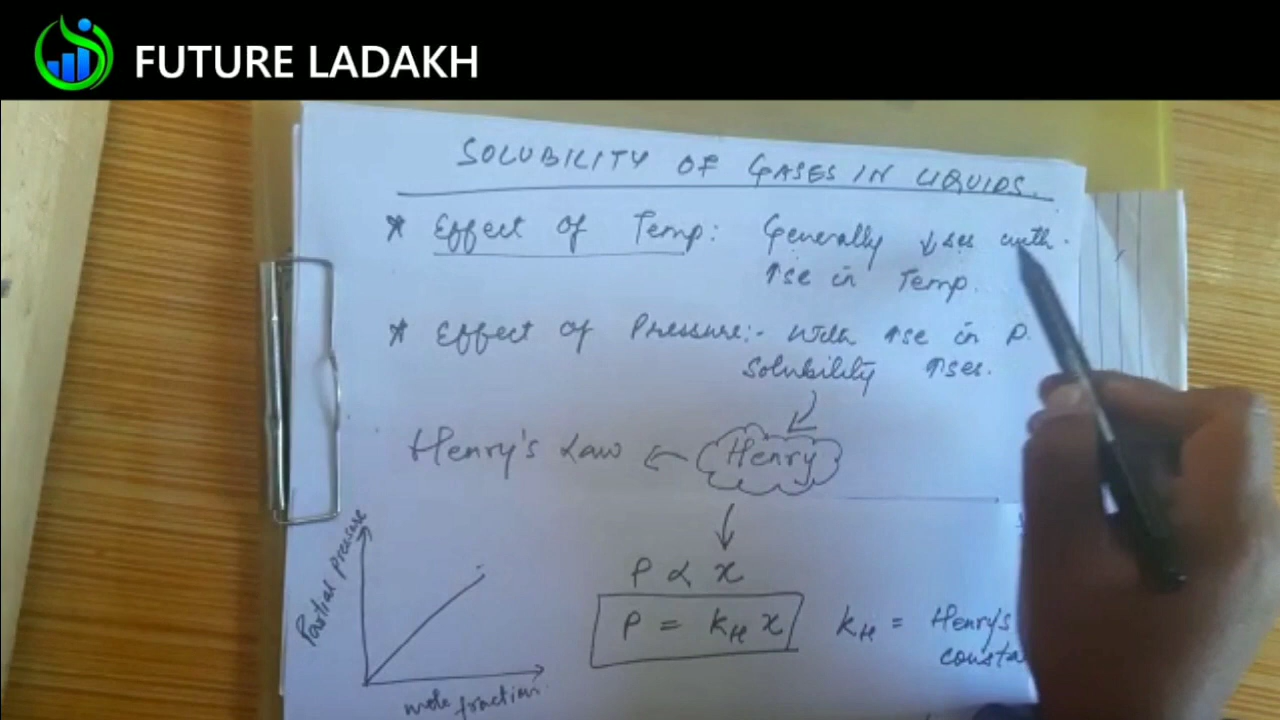 FUTURE LADAKH
SOLUBILITY OF GASES IN LIQUIDS.
* Effect of Temp: Generally ↓ses with
↑se in Temp.
* Effect of Pressure:- With ↑se in P.
Solubility ↑ses.
Henry's Law ← Henry
P ∝ x
P = KH x
KH = Henry's
consta
Partial pressure
mole fraction.